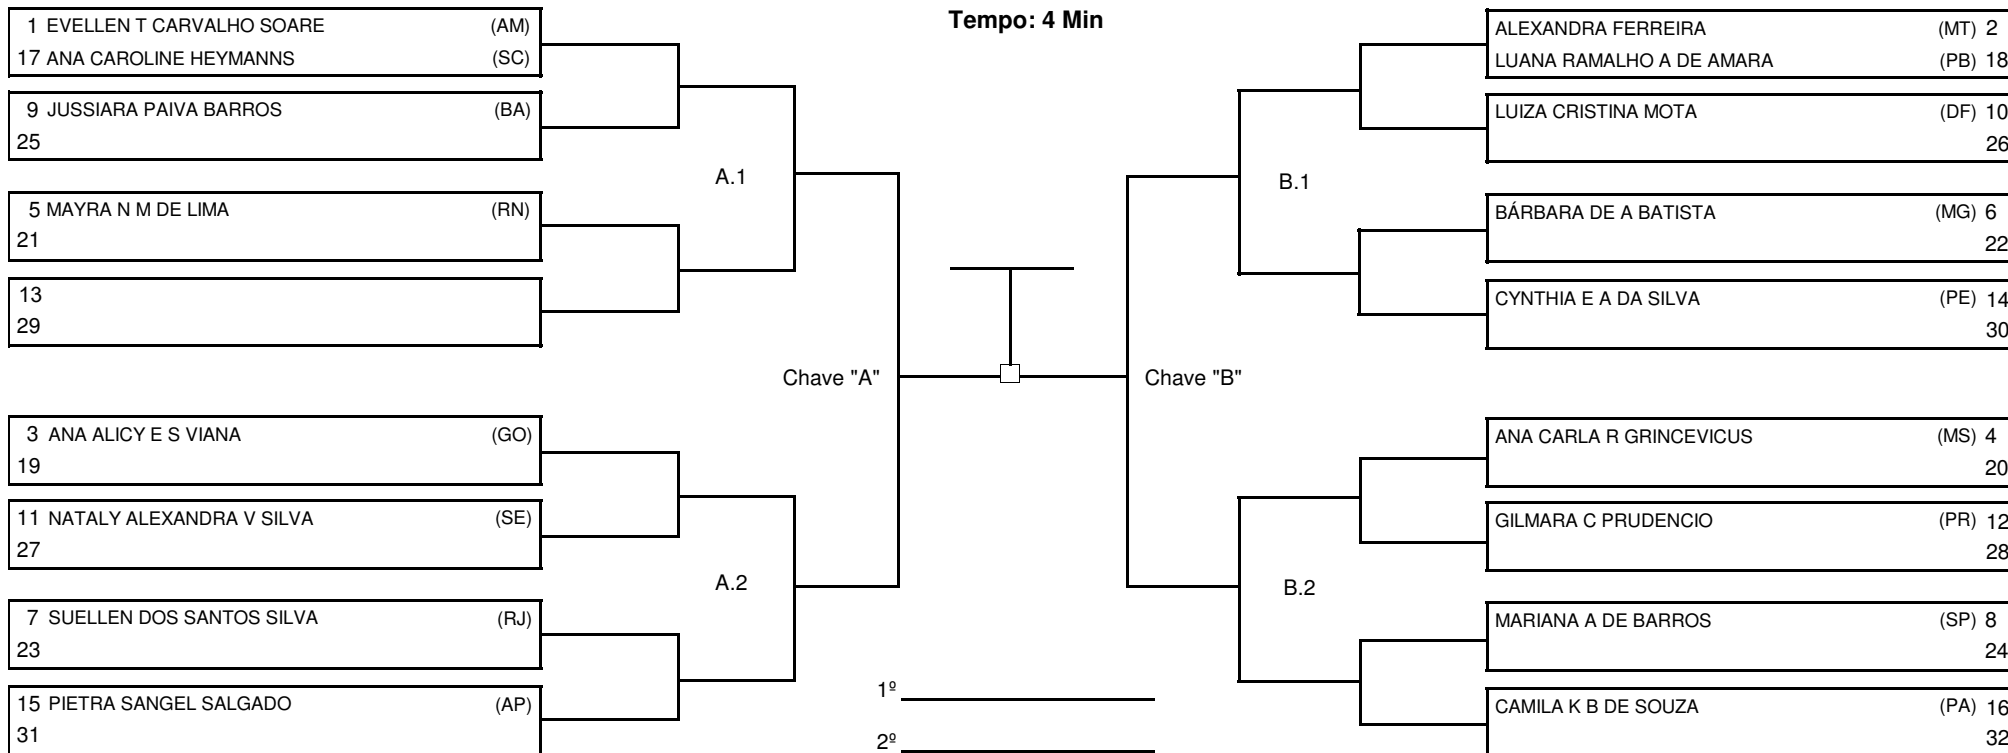 Tempo: 4 Min
1 EVELLEN T CARVALHO SOARE (AM)
17 ANA CAROLINE HEYMANNS (SC)
9 JUSSIARA PAIVA BARROS (BA)
25
A.1
5 MAYRA N M DE LIMA (RN)
21
13
29
Chave "A"
3 ANA ALICY E S VIANA (GO)
19
11 NATALY ALEXANDRA V SILVA (SE)
27
A.2
7 SUELLEN DOS SANTOS SILVA (RJ)
23
15 PIETRA SANGEL SALGADO (AP)
31
1º
2º
ALEXANDRA FERREIRA (MT) 2
LUANA RAMALHO A DE AMARA (PB) 18
LUIZA CRISTINA MOTA (DF) 10
26
B.1
BÁRBARA DE A BATISTA (MG) 6
22
CYNTHIA E A DA SILVA (PE) 14
30
Chave "B"
ANA CARLA R GRINCEVICUS (MS) 4
20
GILMARA C PRUDENCIO (PR) 12
28
B.2
MARIANA A DE BARROS (SP) 8
24
CAMILA K B DE SOUZA (PA) 16
32